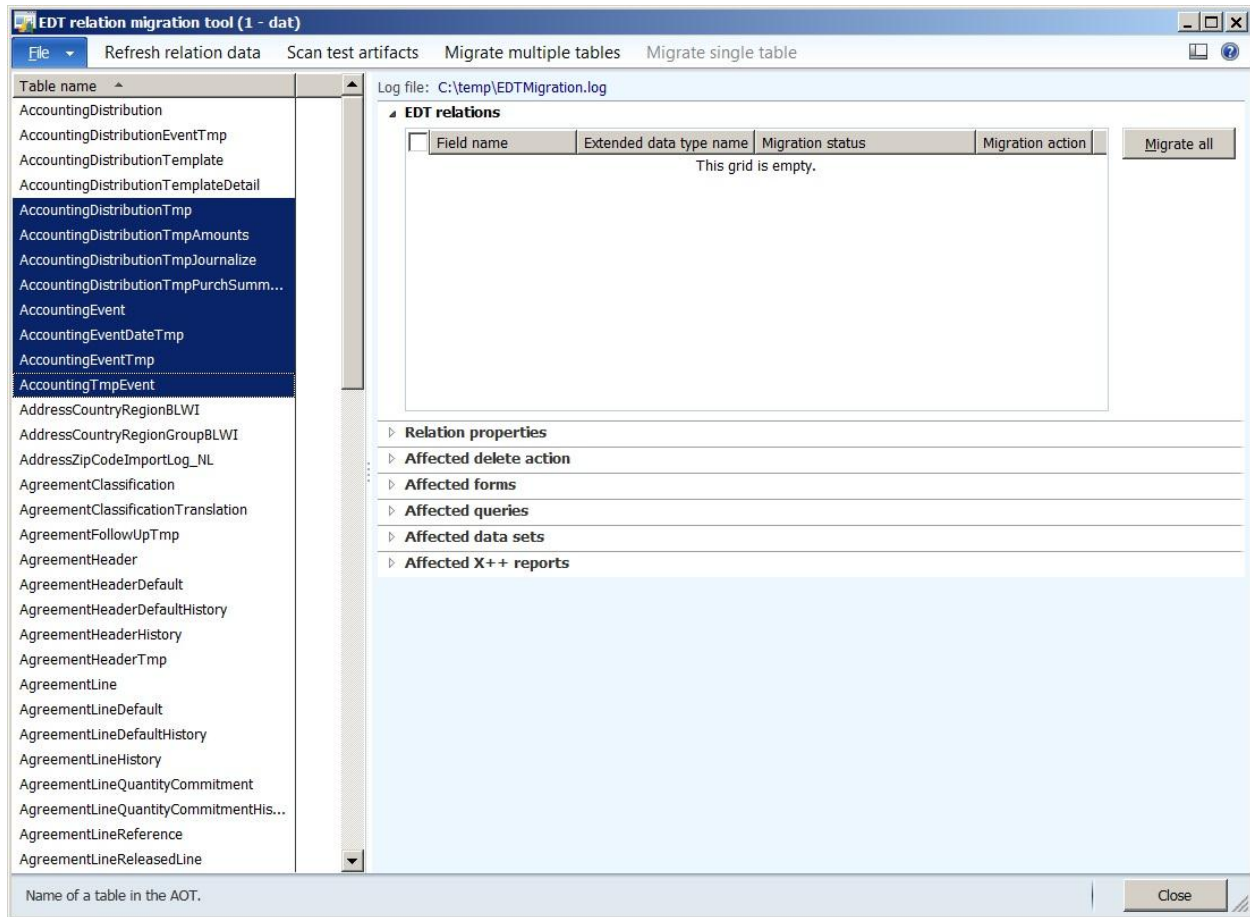 EDT relation migration tool (1 - dat)
File Refresh relation data Scan test artifacts Migrate multiple tables Migrate single table
Table name
AccountingDistribution
AccountingDistributionEventTmp
AccountingDistributionTemplate
AccountingDistributionTemplateDetail
AccountingDistributionTmp
AccountingDistributionTmpAmounts
AccountingDistributionTmpJournalize
AccountingDistributionTmpPurchSumm...
AccountingEvent
AccountingEventDateTmp
AccountingEventTmp
AccountingTmpEvent
AddressCountryRegionBLWI
AddressCountryRegionGroupBLWI
AddressZipCodeImportLog_NL
AgreementClassification
AgreementClassificationTranslation
AgreementFollowUpTmp
AgreementHeader
AgreementHeaderDefault
AgreementHeaderDefaultHistory
AgreementHeaderHistory
AgreementHeaderTmp
AgreementLine
AgreementLineDefault
AgreementLineDefaultHistory
AgreementLineHistory
AgreementLineQuantityCommitment
AgreementLineQuantityCommitmentHis...
AgreementLineReference
AgreementLineReleasedLine
Log file: C:\temp\EDTMigration.log
EDT relations
Field name Extended data type name Migration status Migration action
Migrate all
This grid is empty.
Relation properties
Affected delete action
Affected forms
Affected queries
Affected data sets
Affected X++ reports
Name of a table in the AOT.
Close